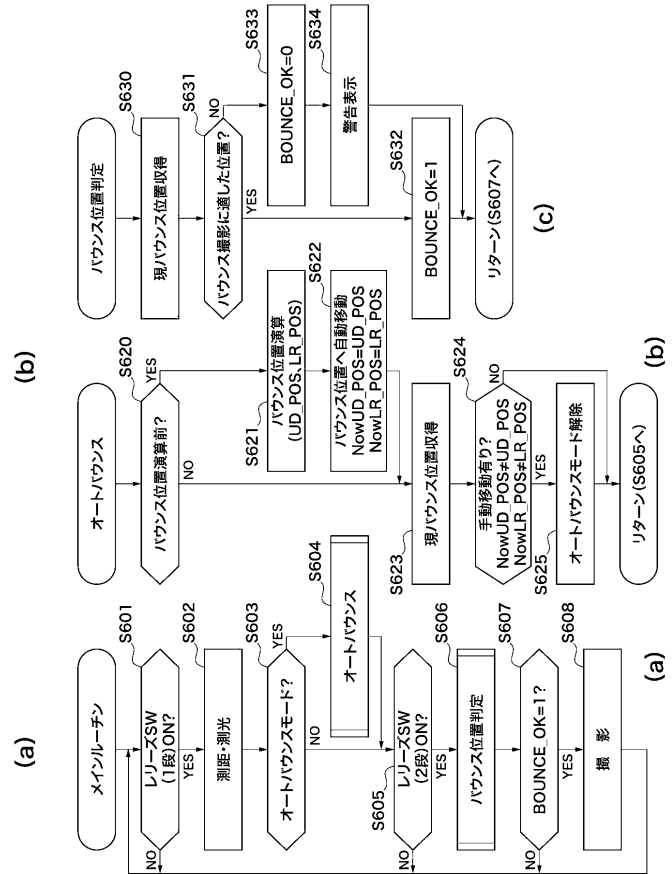 (a)
メインルーチン
S601
レリーズSW
(1段)ON?
NO
YES
S602
測距・測光
S603
オートバウンスモード?
YES
NO
S604
オートバウンス
S605
レリーズSW
(2段)ON?
NO
YES
S606
バウンス位置判定
S607
BOUNCE_OK=1?
NO
YES
S608
撮 影
(a)
(b)
オートバウンス
S620
バウンス位置演算前?
YES
NO
S621
バウンス位置演算
(UD_POS、LR_POS)
S622
バウンス位置へ自動移動
NowUD_POS=UD_POS
NowLR_POS=LR_POS
S623
現バウンス位置取得
S624
手動移動有り?
NowUD_POS≠UD_POS
NowLR_POS≠LR_POS
NO
YES
S625
オートバウンスモード解除
リターン(S605へ)
(b)
バウンス位置判定
S630
現バウンス位置取得
S631
バウンス撮影に適した位置?
NO
YES
S633
BOUNCE_OK=0
S634
警告表示
S632
BOUNCE_OK=1
リターン(S607へ)
(c)